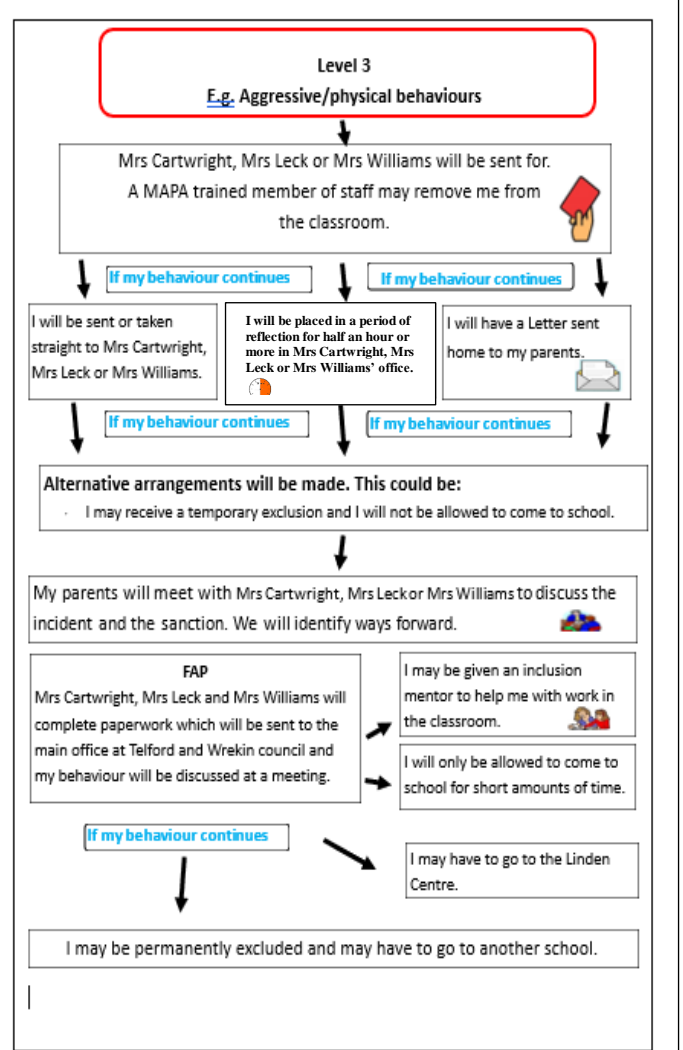 Level 3
E.g. Aggressive/physical behaviours
Mrs Cartwright, Mrs Leck or Mrs Williams will be sent for.
A MAPA trained member of staff may remove me from
the classroom.
If my behaviour continues
If my behaviour continues
I will be sent or taken
straight to Mrs Cartwright,
Mrs Leck or Mrs Williams.
I will be placed in a period of
reflection for half an hour or
more in Mrs Cartwright, Mrs
Leck or Mrs Williams’ office.
I will have a Letter sent
home to my parents.
If my behaviour continues
If my behaviour continues
Alternative arrangements will be made. This could be:
· I may receive a temporary exclusion and I will not be allowed to come to school.
My parents will meet with Mrs Cartwright, Mrs Leck or Mrs Williams to discuss the
incident and the sanction. We will identify ways forward.
FAP
Mrs Cartwright, Mrs Leck and Mrs Williams will
complete paperwork which will be sent to the
main office at Telford and Wrekin council and
my behaviour will be discussed at a meeting.
I may be given an inclusion
mentor to help me with work in
the classroom.
I will only be allowed to come to
school for short amounts of time.
If my behaviour continues
I may have to go to the Linden
Centre.
I may be permanently excluded and may have to go to another school.